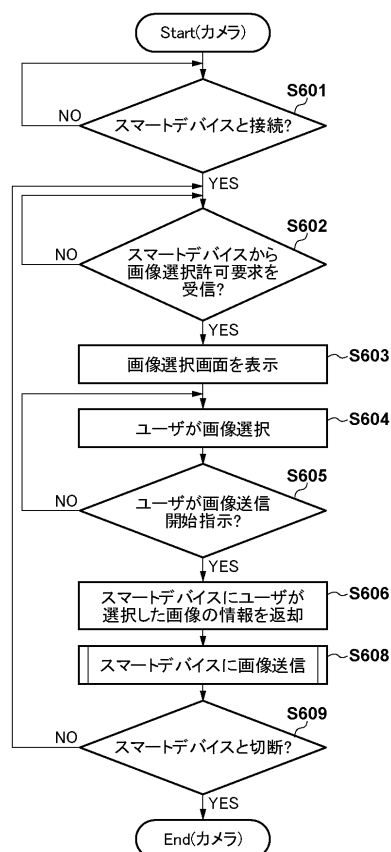 Start(カメラ)
S601
スマートデバイスと接続?
NO
YES
S602
スマートデバイスから
画像選択許可要求を
受信?
NO
YES
画像選択画面を表示
S603
ユーザが画像選択
S604
S605
ユーザが画像送信
開始指示?
NO
YES
スマートデバイスにユーザが
選択した画像の情報を返却
S606
スマートデバイスに画像送信
S608
S609
スマートデバイスと切断?
NO
YES
End(カメラ)